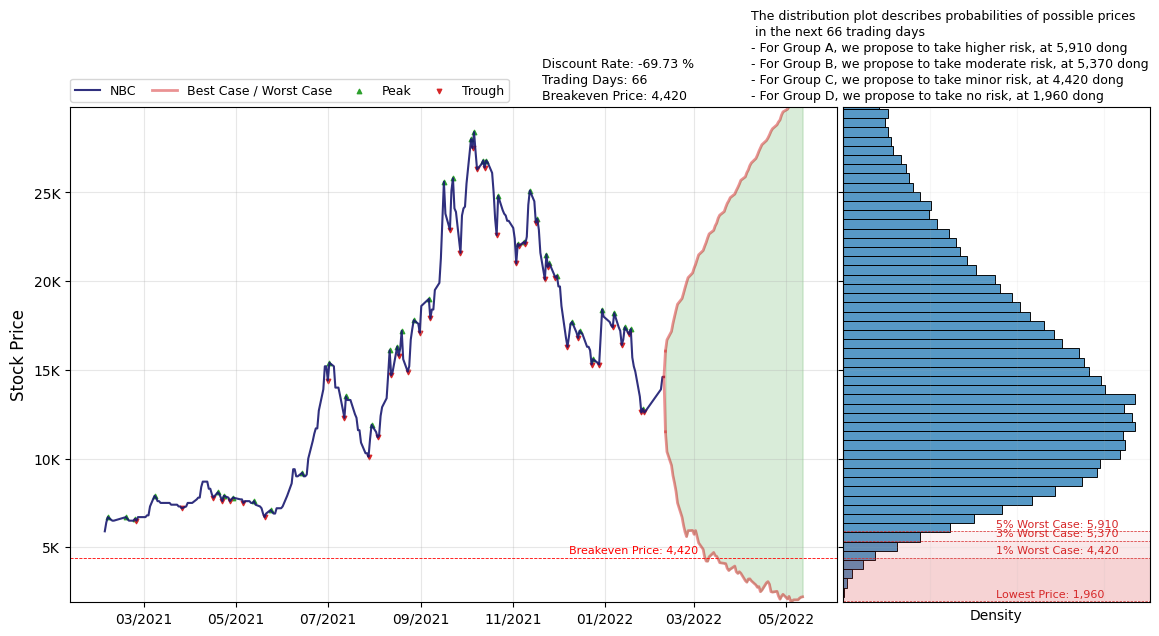 The distribution plot describes probabilities of possible prices
in the next 66 trading days
- For Group A, we propose to take higher risk, at 5,910 dong
- For Group B, we propose to take moderate risk, at 5,370 dong
- For Group C, we propose to take minor risk, at 4,420 dong
- For Group D, we propose to take no risk, at 1,960 dong
Discount Rate: -69.73 %
Trading Days: 66
Breakeven Price: 4,420
NBC
Best Case / Worst Case
Peak
Trough
Stock Price
25K
20K
15K
10K
5K
Breakeven Price: 4,420
5% Worst Case: 5,910
3% Worst Case: 5,370
1% Worst Case: 4,420
Lowest Price: 1,960
03/2021
05/2021
07/2021
09/2021
11/2021
01/2022
03/2022
05/2022
Density